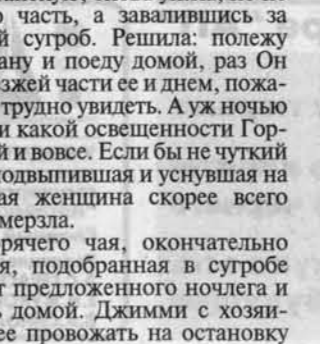 о часть, а завалившись за
й сугроб. Решила: полежу
ану и поеду домой, раз Он
зжей части ее и днем, пожа-
трудно увидеть. А уж ночью
и какой освещенности Гор-
й и вовсе. Если бы не чуткий
подвыпившая и уснувшая на
ая женщина скорее всего
мерзла.
рячего чая, окончательно
я, подобранная в сугробе
т предложенного ночлега и
ь домой. Джимми с хозяи-
ее провожать на остановку